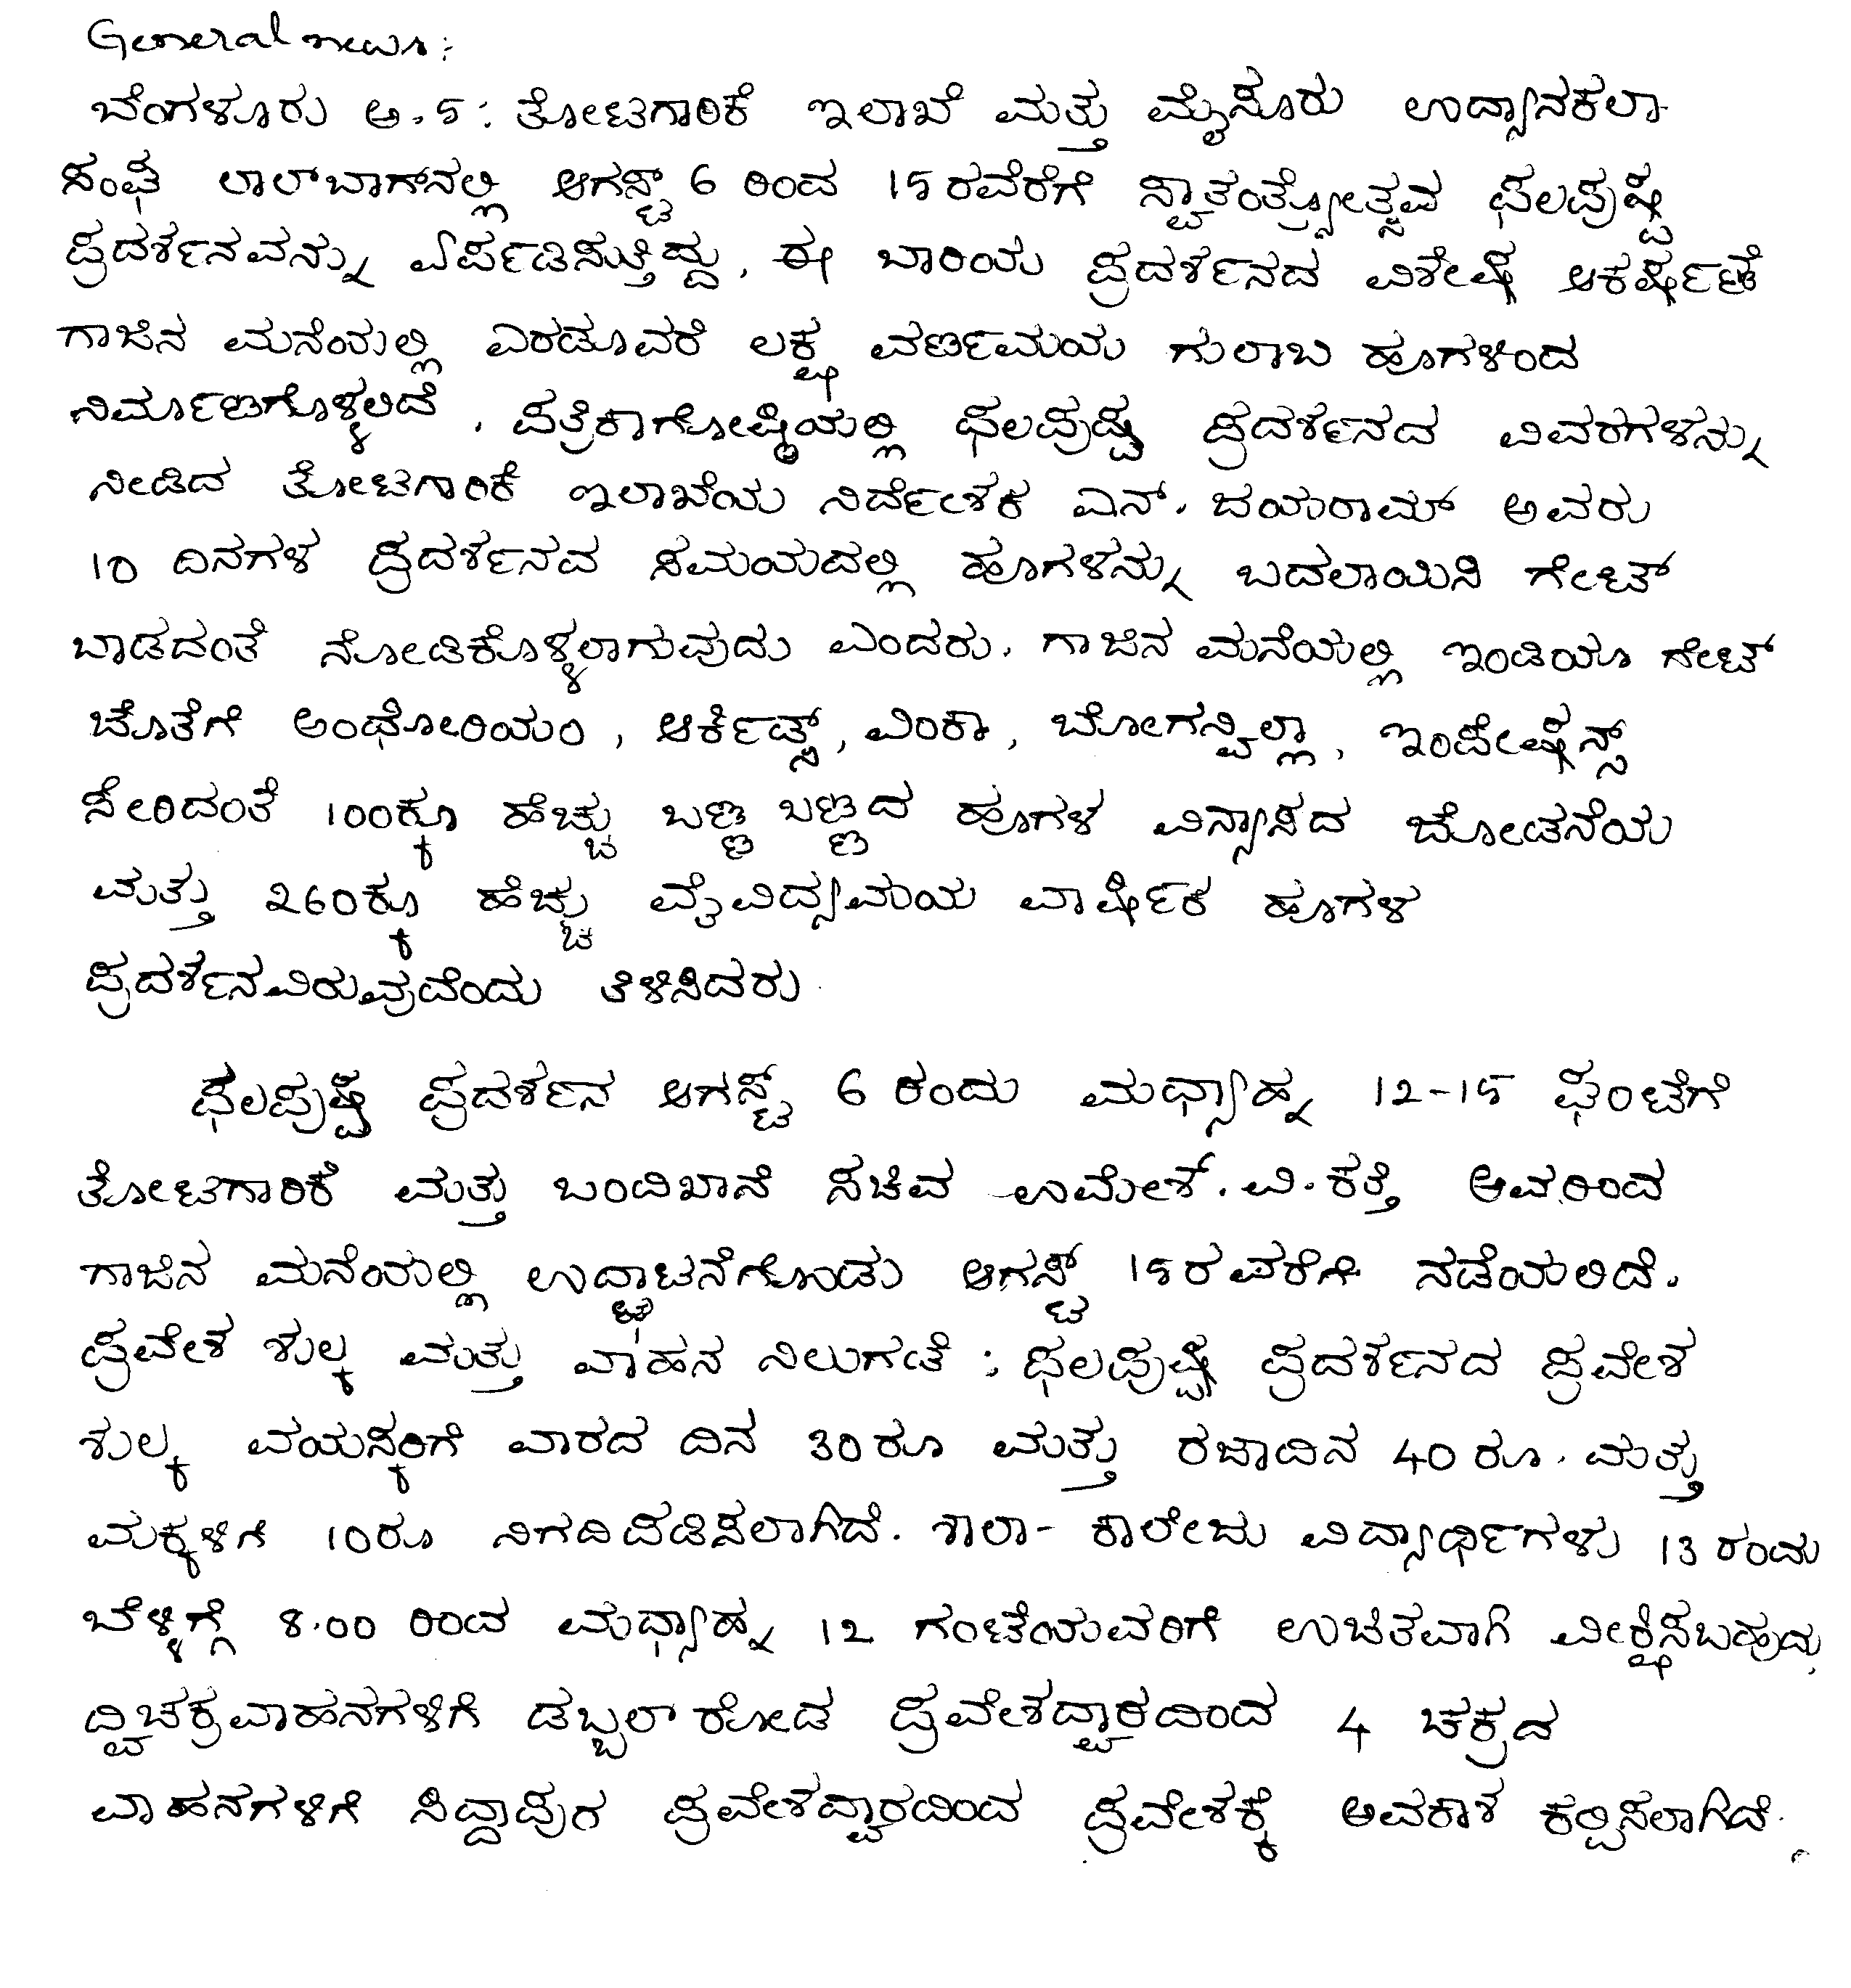 General news:
ಬೆಂಗಳೂರು ಆ.5: ತೋಟಗಾರಿಕೆ ಇಲಾಖೆ ಮತ್ತು ಮೈಸೂರು ಉದ್ಯಾನಕಲಾ
ಸಂಘ ಲಾಲ್‌ಬಾಗ್‌ನಲ್ಲಿ ಆಗಸ್ಟ್ 6 ರಿಂದ 15 ರವೆರೆಗೆ ಸ್ವಾತಂತ್ರ್ಯೋತ್ಸವ ಫಲಪುಷ್ಪ
ಪ್ರದರ್ಶನವನ್ನು ಏರ್ಪಡಿಸುತ್ತಿದ್ದು, ಈ ಬಾರಿಯ ಪ್ರದರ್ಶನದ ವಿಶೇಷ ಆಕರ್ಷಣೆ
ಗಾಜಿನ ಮನೆಯಲ್ಲಿ ಎರಡೂವರೆ ಲಕ್ಷ ವರ್ಣಮಯ ಗುಲಾಬ ಹೂಗಳಿಂದ
ನಿರ್ಮಾಣಗೊಳ್ಳಲಿದೆ. ಪತ್ರಿಕಾಗೋಷ್ಠಿಯಲ್ಲಿ ಫಲಪುಷ್ಪ ಪ್ರದರ್ಶನದ ವಿವರಗಳನ್ನು
ನೀಡಿದ ತೋಟಗಾರಿಕೆ ಇಲಾಖೆಯ ನಿರ್ದೇಶಕ ಎನ್. ಜಯರಾಮ್ ಅವರು
10 ದಿನಗಳ ಪ್ರದರ್ಶನದ ಸಮಯದಲ್ಲಿ ಹೂಗಳನ್ನು ಬದಲಾಯಿಸಿ ಗೇಟ್
ಬಾಡದಂತೆ ನೋಡಿಕೊಳ್ಳಲಾಗುವುದು ಎಂದರು. ಗಾಜಿನ ಮನೆಯಲ್ಲಿ ಇಂಡಿಯಾ ಗೇಟ್
ಜೊತೆಗೆ ಅಂಥೋರಿಯಂ, ಆರ್ಕಿಡ್ಸ್, ವಿಂಕಾ, ಬೋಗನ್ವಿಲ್ಲಾ, ಇಂಪೇಷೆನ್ಸ್
ಸೇರಿದಂತೆ 100ಕ್ಕೂ ಹೆಚ್ಚು ಬಣ್ಣ ಬಣ್ಣದ ಹೂಗಳ ವಿನ್ಯಾಸದ ಜೋಡನೆಯ
ಮತ್ತು 260ಕ್ಕೂ ಹೆಚ್ಚು ವೈವಿದ್ಯಮಯ ವಾರ್ಷಿಕ ಹೂಗಳ
ಪ್ರದರ್ಶನವಿರುವುದೆಂದು ತಿಳಿಸಿದರು.
ಫಲಪುಷ್ಪ ಪ್ರದರ್ಶನ ಆಗಸ್ಟ್ 6 ರಂದು ಮಧ್ಯಾಹ್ನ 12-15 ಘಂಟೆಗೆ
ತೋಟಗಾರಿಕೆ ಮತ್ತು ಬಂದಿಖಾನೆ ಸಚಿವ ಉಮೇಶ್.ವಿ.ಕತ್ತಿ ಅವರಿಂದ
ಗಾಜಿನ ಮನೆಯಲ್ಲಿ ಉದ್ಘಾಟನೆಗೊಂಡು ಆಗಸ್ಟ್ 15ರವರೆಗೆ ನಡೆಯಲಿದೆ.
ಪ್ರವೇಶ ಶುಲ್ಕ ಮತ್ತು ವಾಹನ ನಿಲುಗಡೆ: ಫಲಪುಷ್ಪ ಪ್ರದರ್ಶನದ ಪ್ರವೇಶ
ಶುಲ್ಕ ವಯಸ್ಕರಿಗೆ ವಾರದ ದಿನ 30ರೂ ಮತ್ತು ರಜಾದಿನ 40 ರೂ. ಮತ್ತು
ಮಕ್ಕಳಿಗೆ 10ರೂ ನಿಗದಿಪಡಿಸಲಾಗಿದೆ. ಶಾಲಾ- ಕಾಲೇಜು ವಿದ್ಯಾರ್ಥಿಗಳು 13 ರಂದು
ಬೆಳ್ಳಿಗ್ಗೆ 8.00 ರಿಂದ ಮಧ್ಯಾಹ್ನ 12 ಗಂಟೆಯವರಿಗೆ ಉಚಿತವಾಗಿ ವೀಕ್ಷಿಸಬಹುದು,
ದ್ವಿಚಕ್ರವಾಹನಗಳಿಗೆ ಡಬ್ಬಲ್ ರೋಡ ಪ್ರವೇಶದ್ವಾರದಿಂದ 4 ಚಕ್ರದ
ವಾಹನಗಳಿಗೆ ಸಿದ್ದಾಪುರ ಪ್ರವೇಶದ್ವಾರದಿಂದ ಪ್ರವೇಶಕ್ಕೆ ಅವಕಾಶ ಕಲ್ಪಿಸಲಾಗಿದೆ.